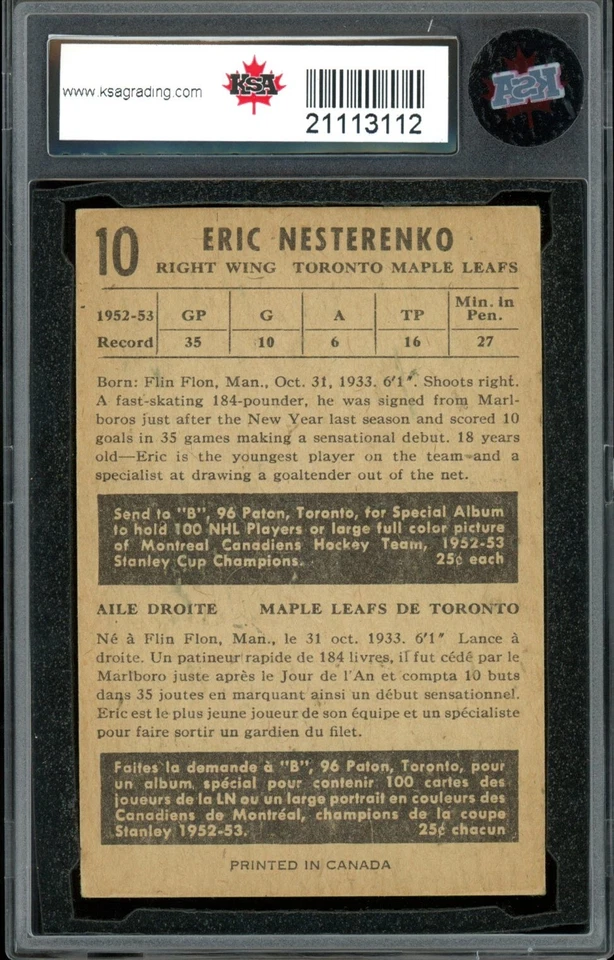 www.ksagrading.com
KSA
21113112
KSA
10 ERIC NESTERENKO
RIGHT WING TORONTO MAPLE LEAFS
1952-53 GP G A TP Min. in Pen.
Record 35 10 6 16 27
Born: Flin Flon, Man., Oct. 31, 1933. 6'1". Shoots right.
A fast-skating 184-pounder, he was signed from Marl-
boros just after the New Year last season and scored 10
goals in 35 games making a sensational debut. 18 years
old—Eric is the youngest player on the team and a
specialist at drawing a goaltender out of the net.
Send to "B", 96 Paton, Toronto, for Special Album
to hold 100 NHL Players or large full color picture
of Montreal Canadiens Hockey Team, 1952-53
Stanley Cup Champions. 25¢ each
AILE DROITE MAPLE LEAFS DE TORONTO
Né à Flin Flon, Man., le 31 oct. 1933. 6'1" Lance à
droite. Un patineur rapide de 184 livres, il fut cédé par le
Marlboro juste après le Jour de l'An et compta 10 buts
dans 35 joutes en marquant ainsi un début sensationnel.
Eric est le plus jeune joueur de son équipe et un spécialiste
pour faire sortir un gardien du filet.
Faites la demande à "B", 96 Paton, Toronto, pour
un album spécial pour contenir 100 cartes des
joueurs de la LN ou un large portrait en couleurs des
Canadiens de Montréal, champions de la coupe
Stanley 1952-53. 25¢ chacun
PRINTED IN CANADA